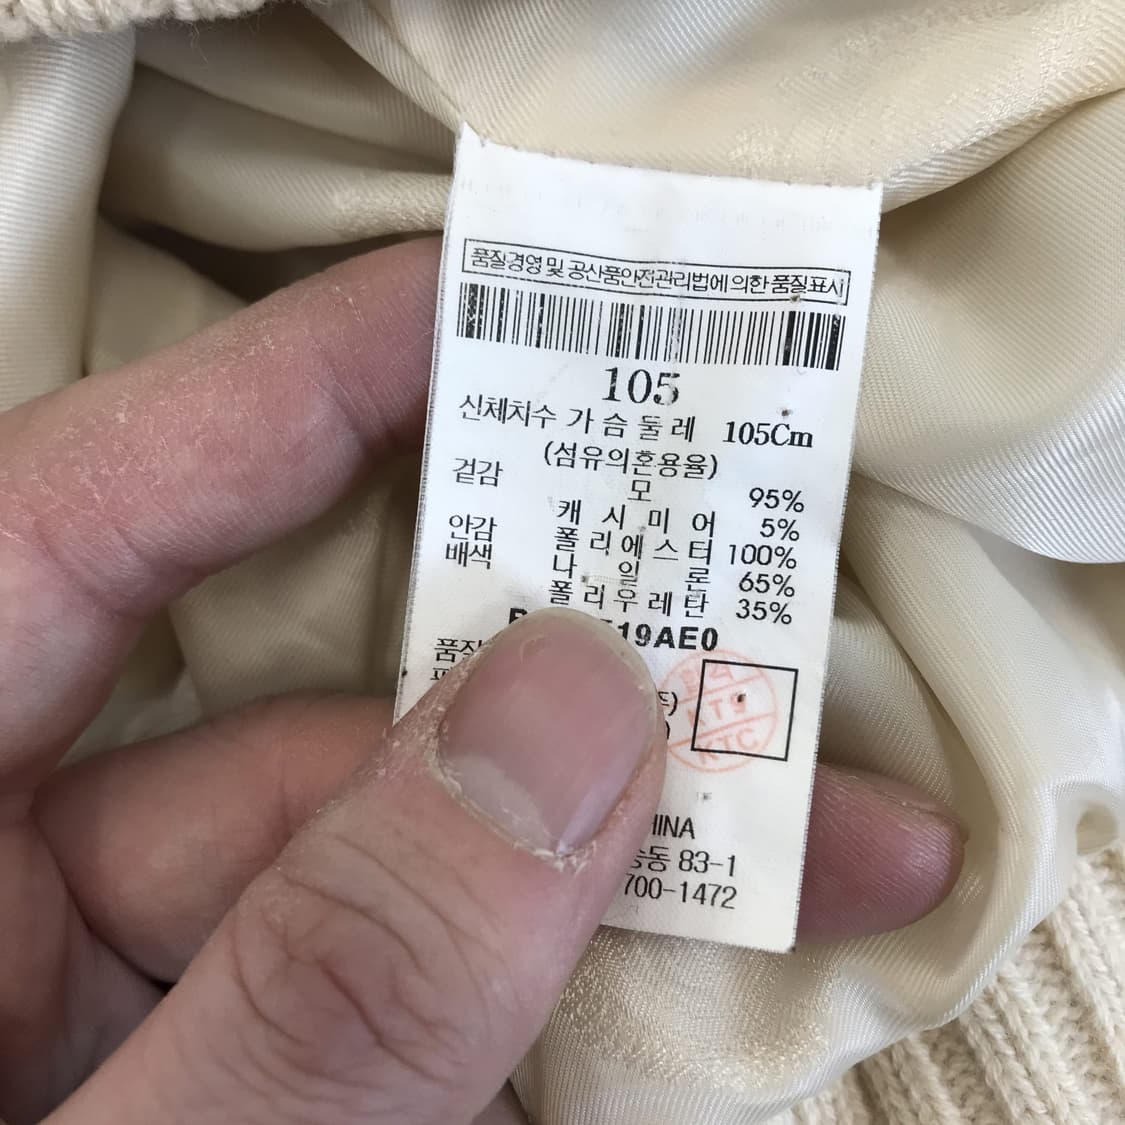 품질경영 및 공산품안전관리법에 의한 품질표시
105
신체치수 가슴둘레 105Cm
(섬유의혼용율)
겉감 모 95%
캐시미어 5%
안감 폴리에스터 100%
배색 나일론 65%
폴리우레탄 35%
19AE0
품질
KTC
83-1
700-1472